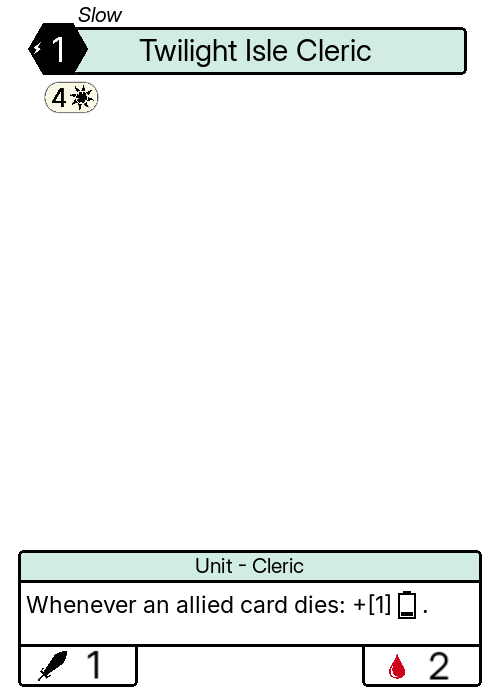 Slow
1 Twilight Isle Cleric
4
Unit - Cleric
Whenever an allied card dies: +[1] .
1
2